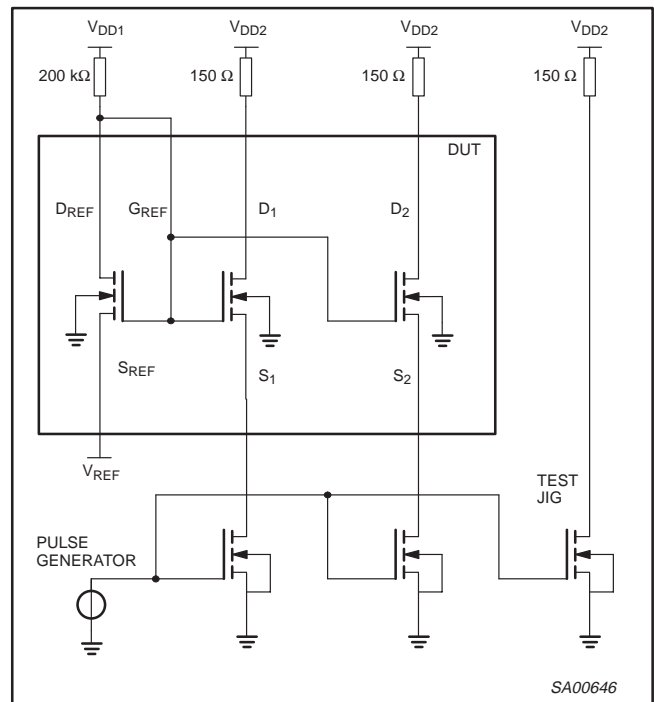 VDD1 VDD2 VDD2 VDD2
200 kΩ 150 Ω 150 Ω 150 Ω
DUT
DREF GREF D1 D2
SREF S1 S2
VREF
TEST
JIG
PULSE
GENERATOR
SA00646